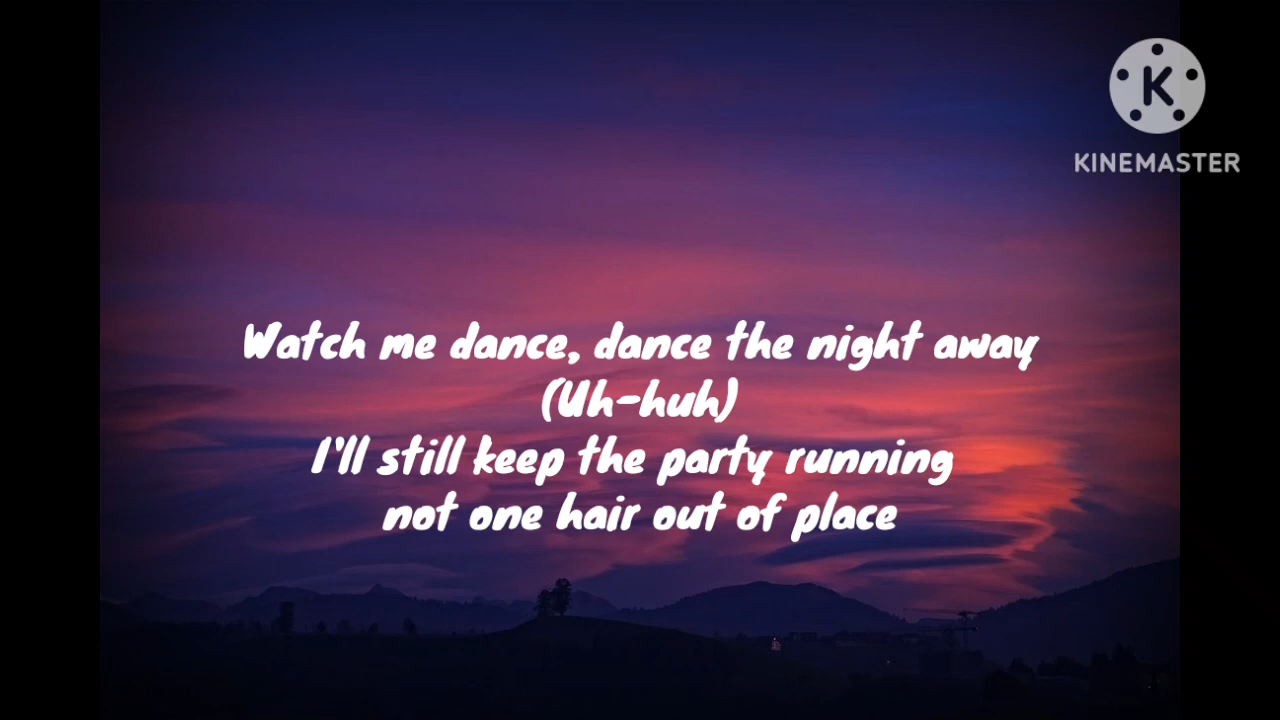 K
KINEMASTER
Watch me dance, dance the night away
(Uh-huh)
I'll still keep the party running
not one hair out of place